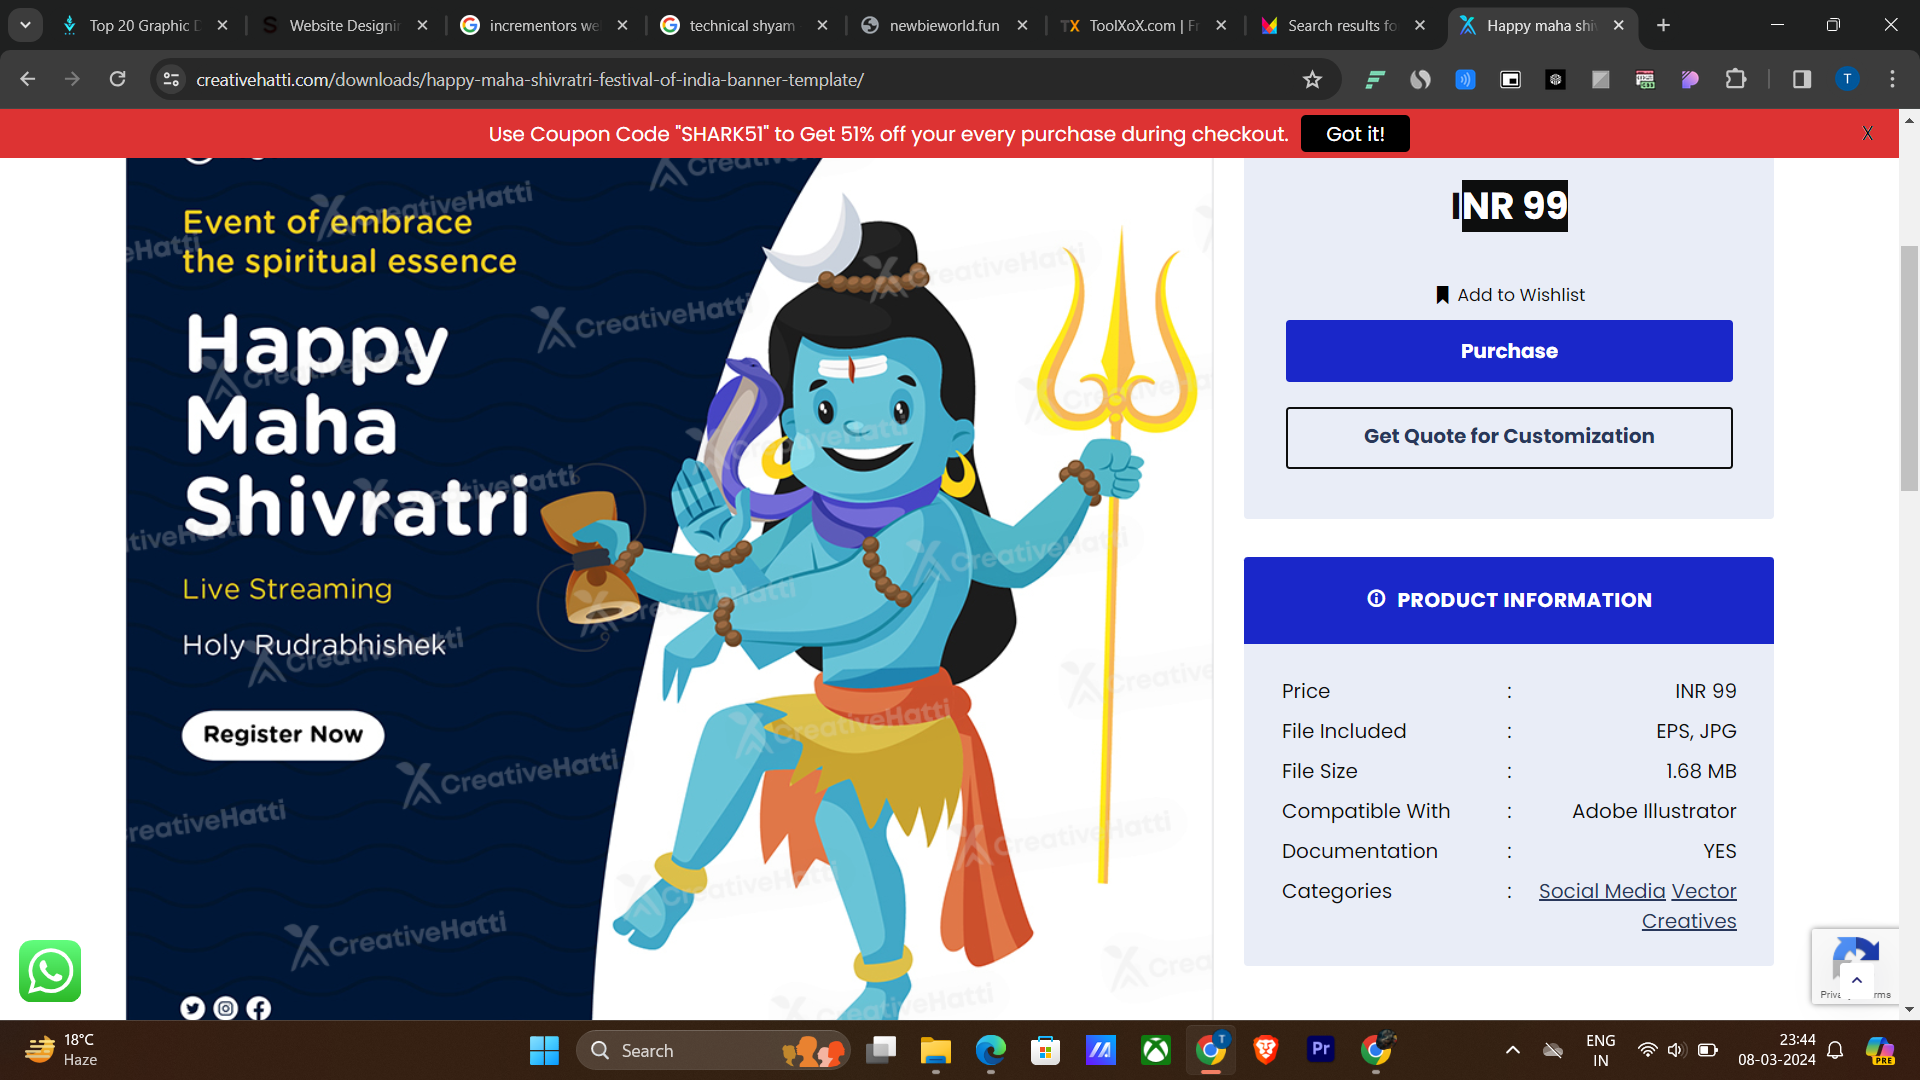 Top 20 Graphic D
Website Designin
incrementors we
technical shyam
newbieworld.fun
ToolXoX.com | Fr
Search results fo
Happy maha shiv
creativehatti.com/downloads/happy-maha-shivratri-festival-of-india-banner-template/
T
Use Coupon Code "SHARK51" to Get 51% off your every purchase during checkout.
Got it!
X
Event of embrace
the spiritual essence
Happy
Maha
Shivratri
Live Streaming
Holy Rudrabhishek
Register Now
CreativeHatti
INR 99
Add to Wishlist
Purchase
Get Quote for Customization
PRODUCT INFORMATION
Price : INR 99
File Included : EPS, JPG
File Size : 1.68 MB
Compatible With : Adobe Illustrator
Documentation : YES
Categories : Social Media Vector
Creatives
18°C
Haze
Search
Pr
ENG
IN
23:44
08-03-2024
PRE